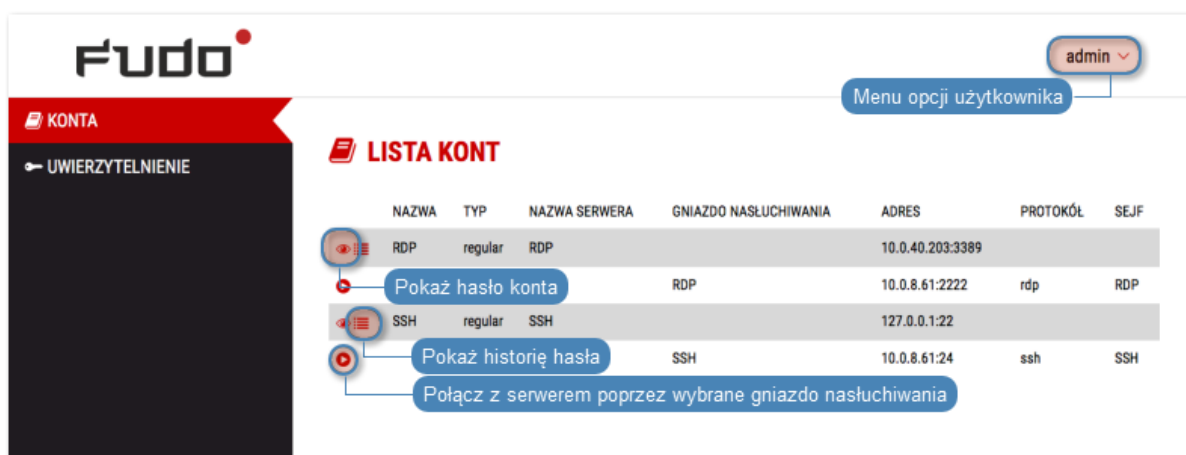 Fudo
admin
Menu opcji użytkownika
KONTA
UWIERZYTELNIENIE
LISTA KONT
NAZWA TYP NAZWA SERWERA GNIAZDO NASŁUCHIWANIA ADRES PROTOKÓŁ SEJF
RDP regular RDP 10.0.40.203:3389
Pokaż hasło konta RDP 10.0.8.61:2222 rdp RDP
SSH regular SSH 127.0.0.1:22
Pokaż historię hasła SSH 10.0.8.61:24 ssh SSH
Połącz z serwerem poprzez wybrane gniazdo nasłuchiwania